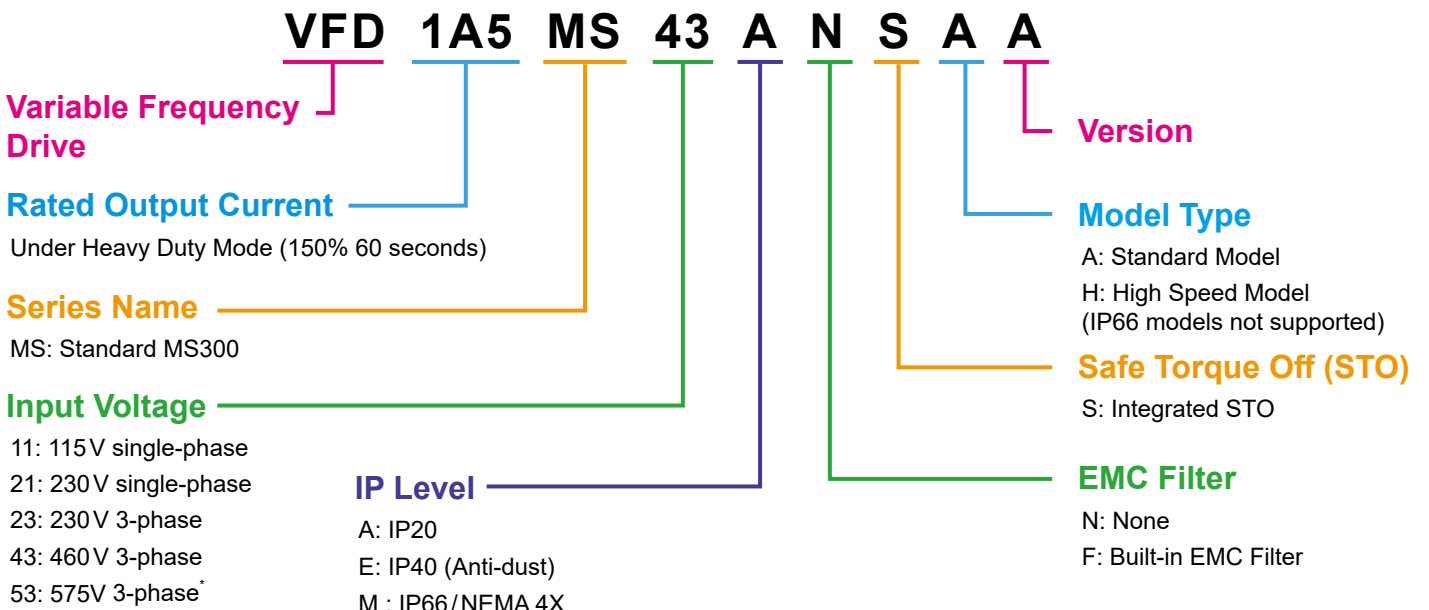 VFD 1A5 MS 43 A N S A A
Variable Frequency
Drive
Rated Output Current
Under Heavy Duty Mode (150% 60 seconds)
Series Name
MS: Standard MS300
Input Voltage
11: 115V single-phase
21: 230V single-phase
23: 230V 3-phase
43: 460V 3-phase
53: 575V 3-phase*
IP Level
A: IP20
E: IP40 (Anti-dust)
M : IP66/NEMA 4X
Version
Model Type
A: Standard Model
H: High Speed Model
(IP66 models not supported)
Safe Torque Off (STO)
S: Integrated STO
EMC Filter
N: None
F: Built-in EMC Filter